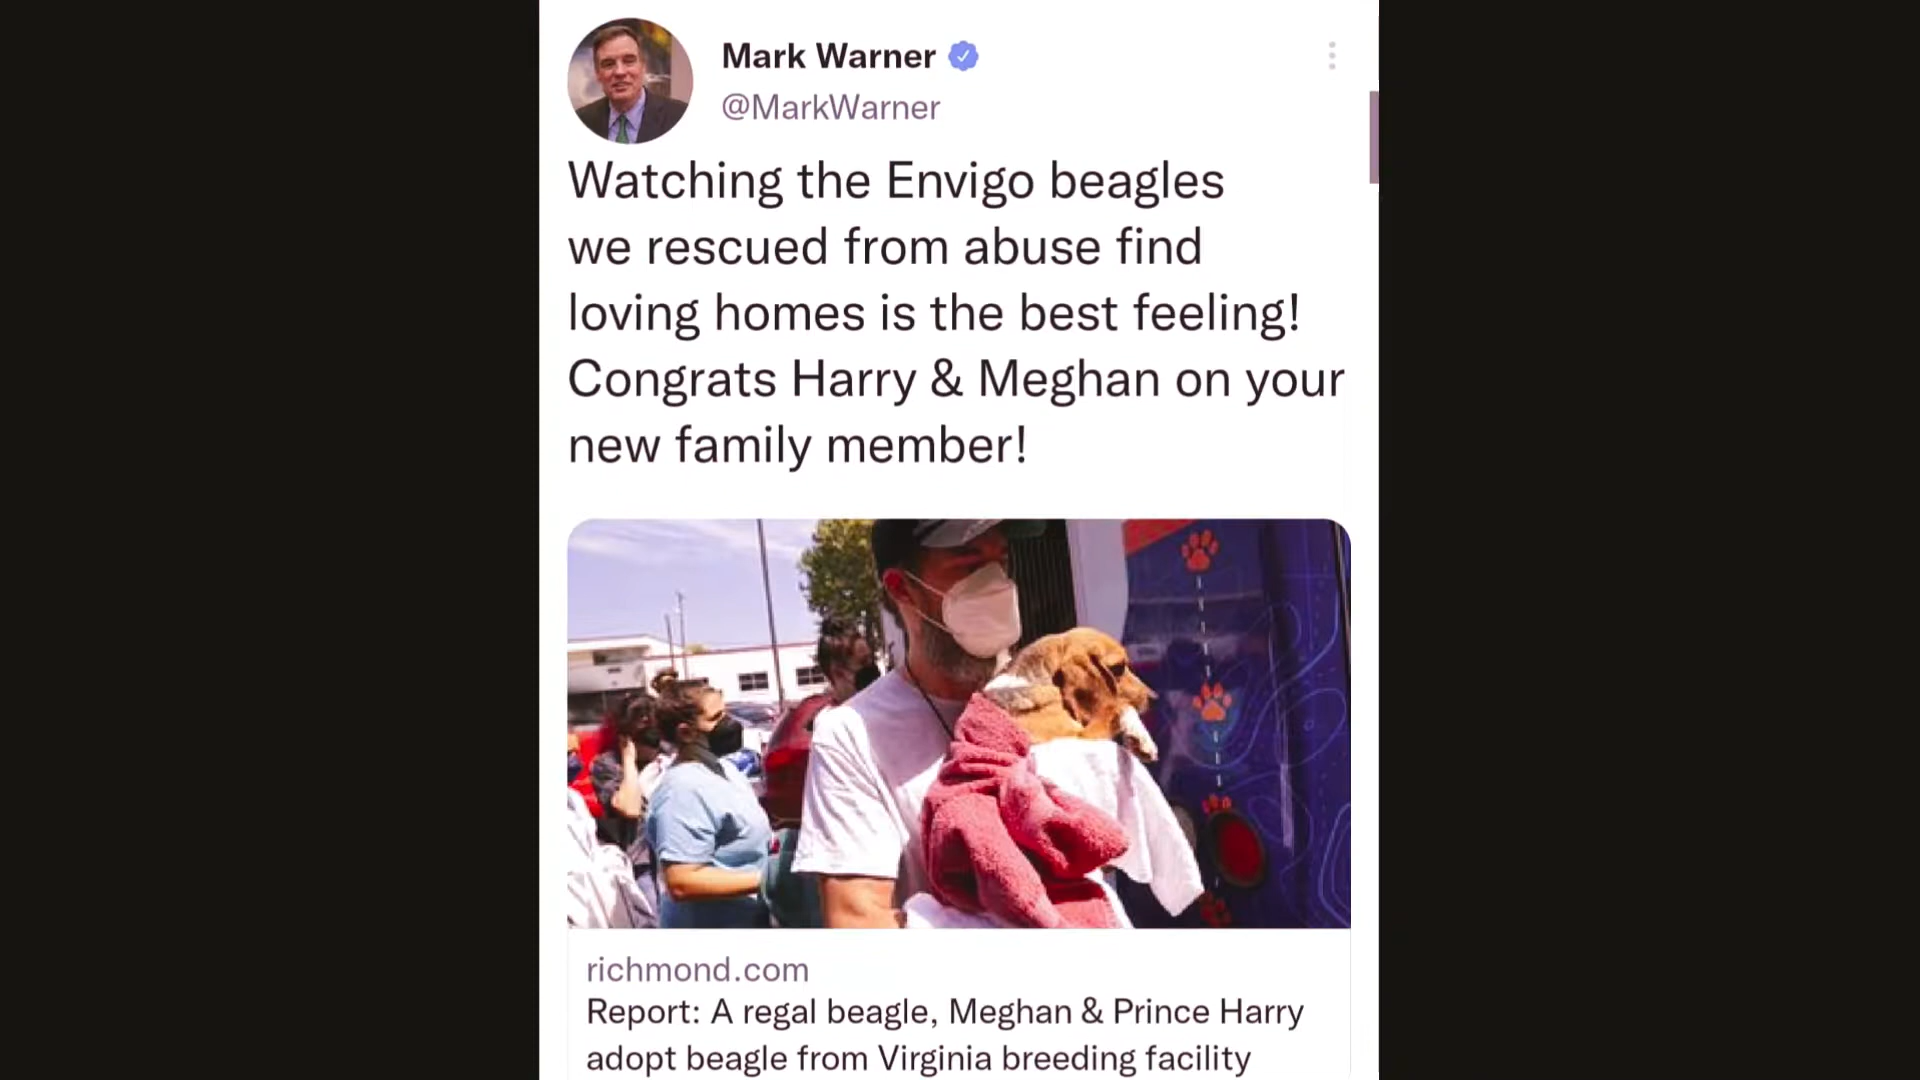 Mark Warner
@MarkWarner
Watching the Envigo beagles
we rescued from abuse find
loving homes is the best feeling!
Congrats Harry & Meghan on your
new family member!
richmond.com
Report: A regal beagle, Meghan & Prince Harry
adopt beagle from Virginia breeding facility